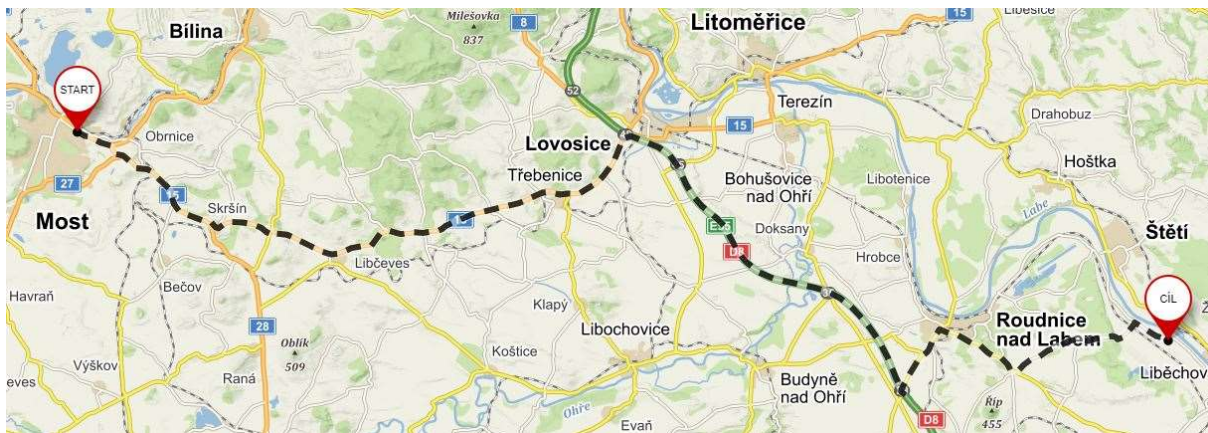 Milešovka
837
8
Litoměřice
15
Liběšice
Bílina
START
52
Terezín
Drahobuz
Obrnice
Lovosice
15
Hoštka
27
Třebenice
Bohušovice
nad Ohří
Libotenice
15
Skršín
Labe
Most
E55
Doksany
Štětí
D8
Libčeves
Hrobce
Bečov
Havraň
Klapý
CÍL
Ž
28
Libochovice
Roudnice
nad Labem
Oblík
509
Koštice
Výškov
Liběchov
eves
Raná
Budyně
nad Ohří
Ohře
Říp
455
Evaň
D8